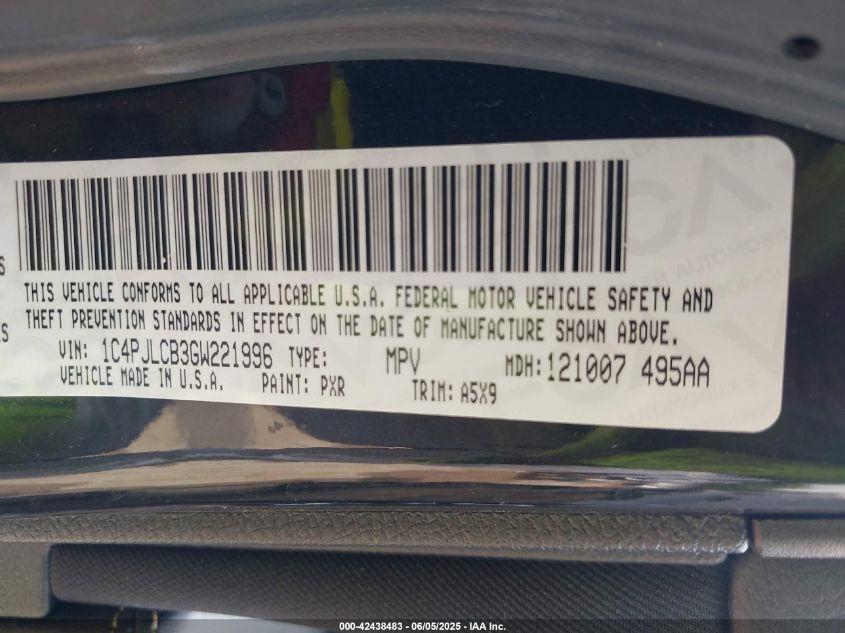 S
THIS VEHICLE CONFORMS TO ALL APPLICABLE U.S.A. FEDERAL MOTOR VEHICLE SAFETY AND
ES THEFT PREVENTION STANDARDS IN EFFECT ON THE DATE OF MANUFACTURE SHOWN ABOVE.
VIN: 1C4PJLCB3GW221996 TYPE: MPV MDH: 121007 495AA
VEHICLE MADE IN U.S.A. PAINT: PXR TRIM: A5X9
000-42438483 - 06/05/2025 - IAA Inc.